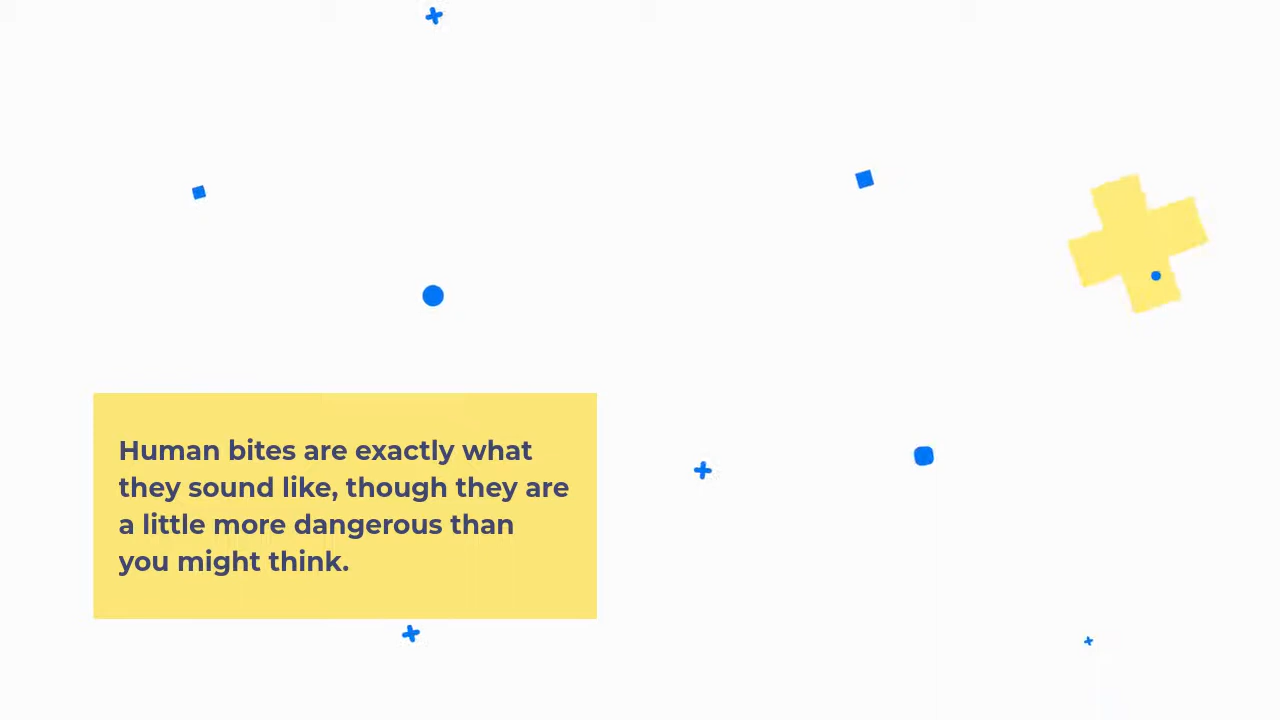 Human bites are exactly what
they sound like, though they are
a little more dangerous than
you might think.